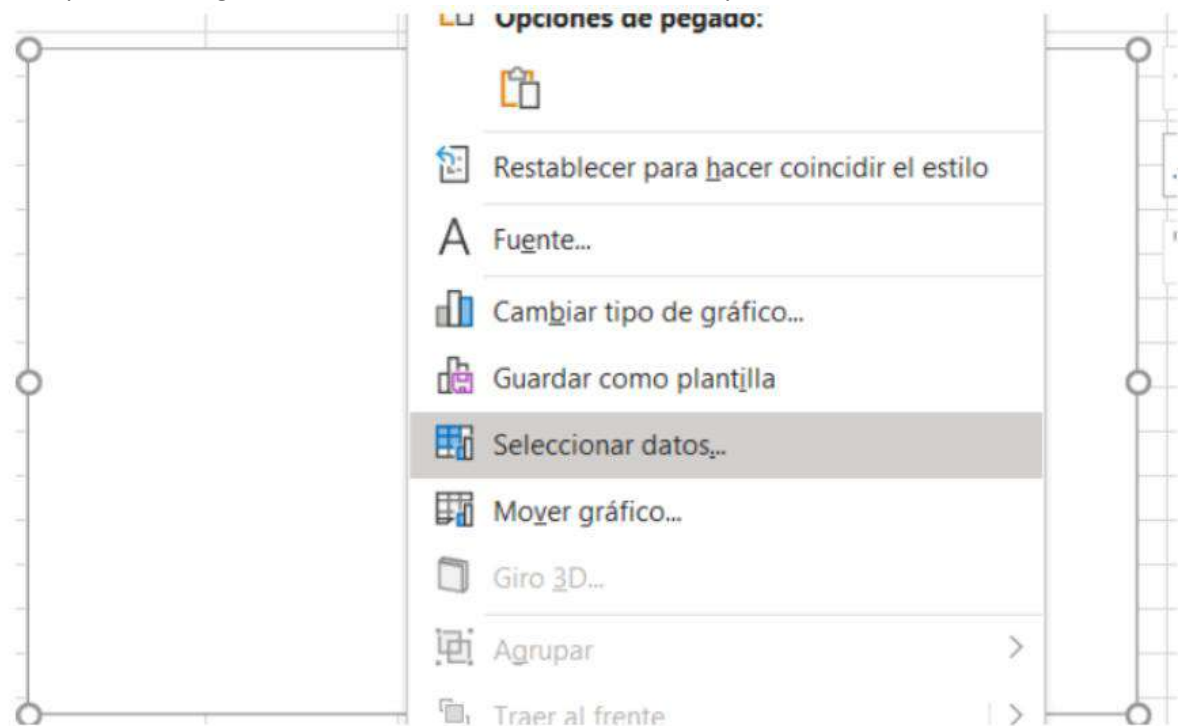 Opciones de pegado:
Restablecer para hacer coincidir el estilo
Fuente...
Cambiar tipo de gráfico...
Guardar como plantilla
Seleccionar datos...
Mover gráfico...
Giro 3D...
Agrupar
Traer al frente